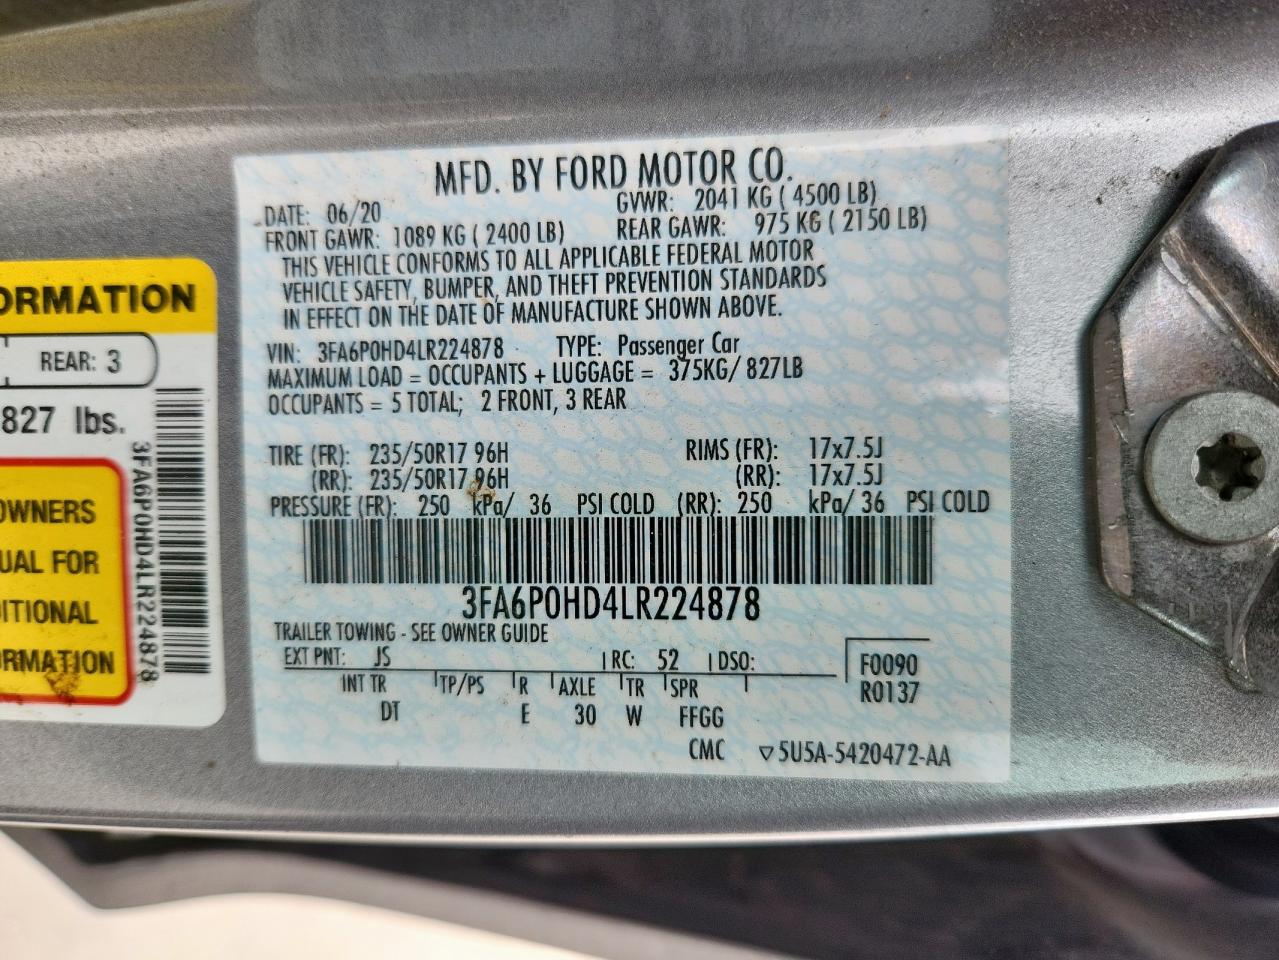 MFD. BY FORD MOTOR CO.
DATE: 06/20 GVWR: 2041 KG ( 4500 LB)
FRONT GAWR: 1089 KG ( 2400 LB) REAR GAWR: 975 KG ( 2150 LB)
THIS VEHICLE CONFORMS TO ALL APPLICABLE FEDERAL MOTOR
VEHICLE SAFETY, BUMPER, AND THEFT PREVENTION STANDARDS
IN EFFECT ON THE DATE OF MANUFACTURE SHOWN ABOVE.
VIN: 3FA6P0HD4LR224878 TYPE: Passenger Car
MAXIMUM LOAD = OCCUPANTS + LUGGAGE = 375KG/ 827LB
OCCUPANTS = 5 TOTAL; 2 FRONT, 3 REAR
TIRE (FR): 235/50R17 96H RIMS (FR): 17x7.5J
(RR): 235/50R17 96H (RR): 17x7.5J
PRESSURE (FR): 250 kPa/ 36 PSI COLD (RR): 250 kPa/ 36 PSI COLD
3FA6P0HD4LR224878
TRAILER TOWING - SEE OWNER GUIDE
EXT PNT: JS RC: 52 DSO: F0090
INT TR TP/PS R AXLE TR SPR R0137
DT E 30 W FFGG
CMC ▽5U5A-5420472-AA
ORMATION
REAR: 3
827 lbs.
OWNERS
UAL FOR
DITIONAL
RMATION
3FA6P0HD4LR224878